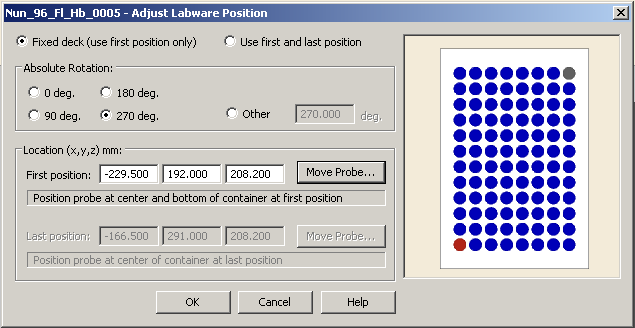 Nun_96_Fl_Hb_0005 - Adjust Labware Position
Fixed deck (use first position only) Use first and last position
Absolute Rotation:
0 deg. 180 deg.
90 deg. 270 deg. Other 270.000 deg.
Location (x,y,z) mm:
First position: -229.500 192.000 208.200 Move Probe...
Position probe at center and bottom of container at first position
Last position: -166.500 291.000 208.200 Move Probe...
Position probe at center of container at last position
OK Cancel Help